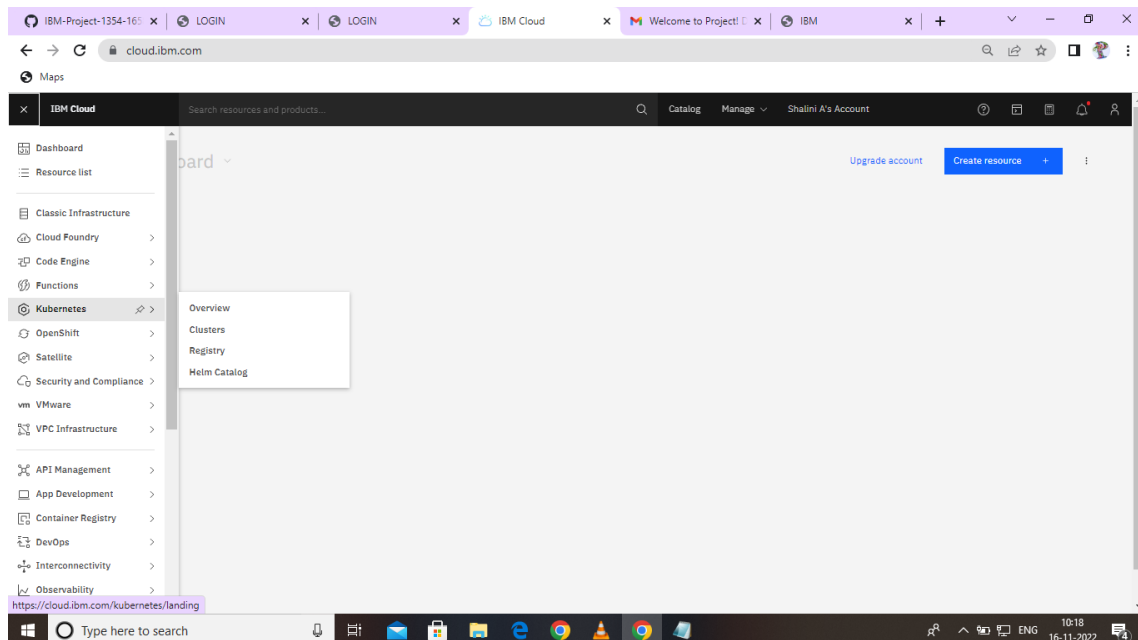 IBM-Project-1354-165
LOGIN
LOGIN
IBM Cloud
Welcome to Project! D
IBM
cloud.ibm.com
Maps
IBM Cloud
Search resources and products...
Catalog
Manage
Shalini A's Account
Dashboard
Resource list
oard
Upgrade account
Create resource +
Classic Infrastructure
Cloud Foundry
Code Engine
Functions
Kubernetes
OpenShift
Satellite
Security and Compliance
vm VMware
VPC Infrastructure
Overview
Clusters
Registry
Helm Catalog
API Management
App Development
Container Registry
DevOps
Interconnectivity
Observability
https://cloud.ibm.com/kubernetes/landing
Type here to search
ENG
10:18
16-11-2022